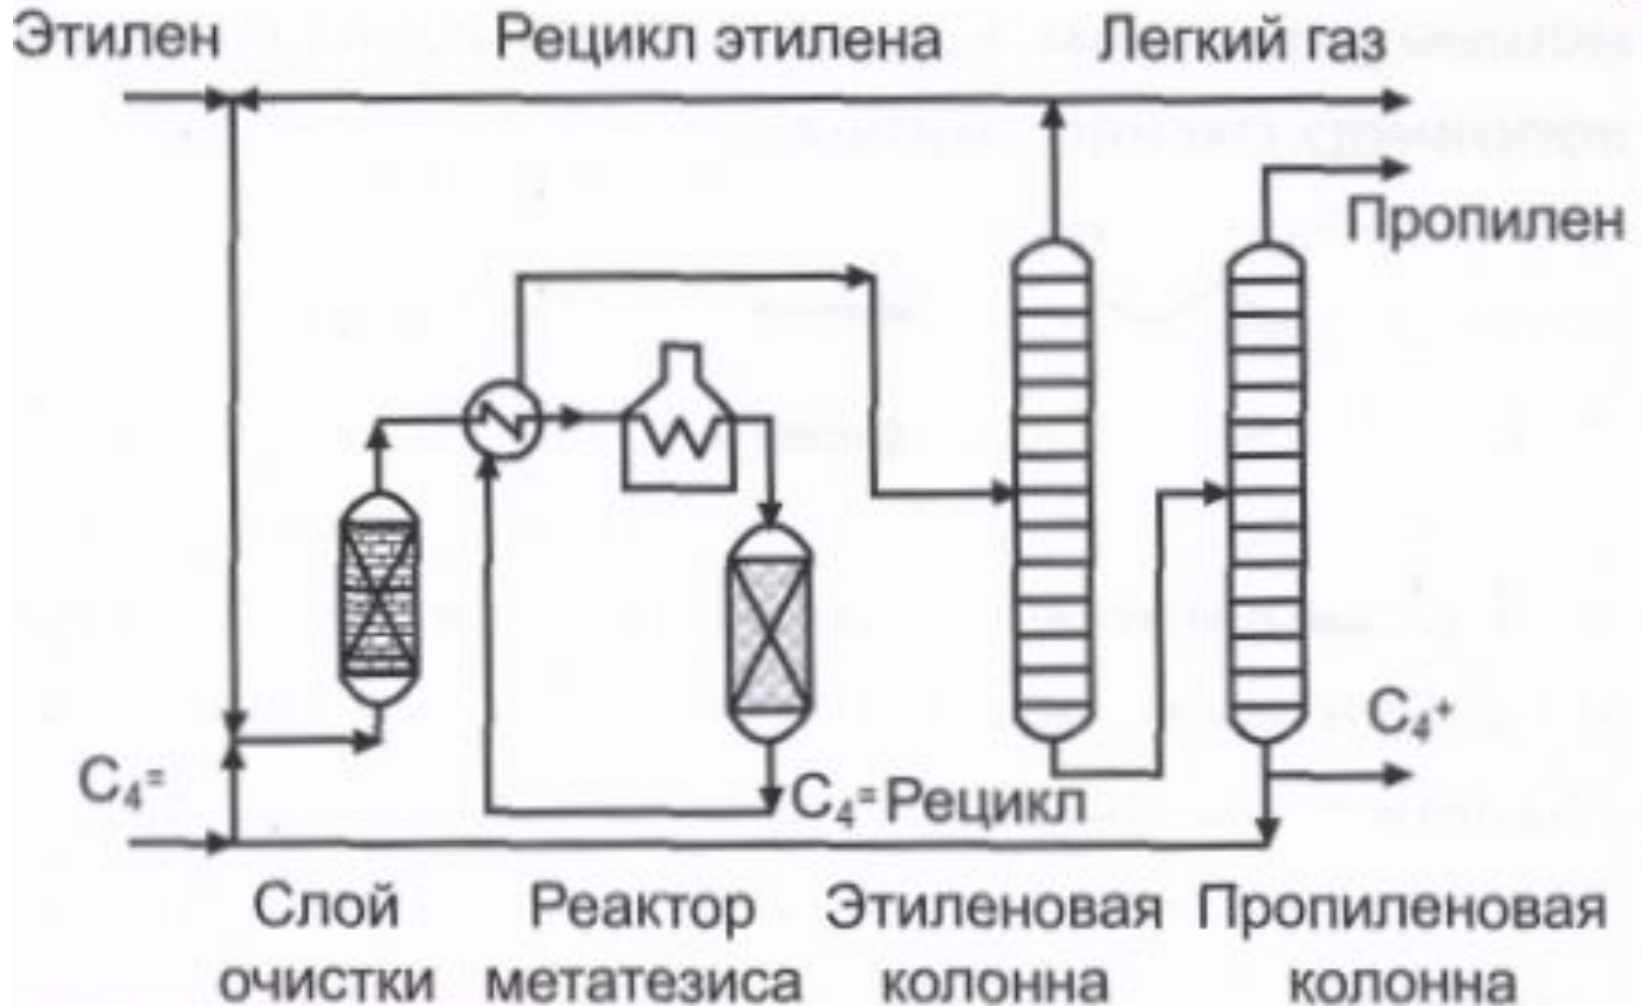 Этилен
Рецикл этилена
Легкий газ
Пропилен
C₄⁺
C₄⁼
C₄⁼ Рецикл
Слой очистки
Реактор метатезиса
Этиленовая колонна
Пропиленовая колонна